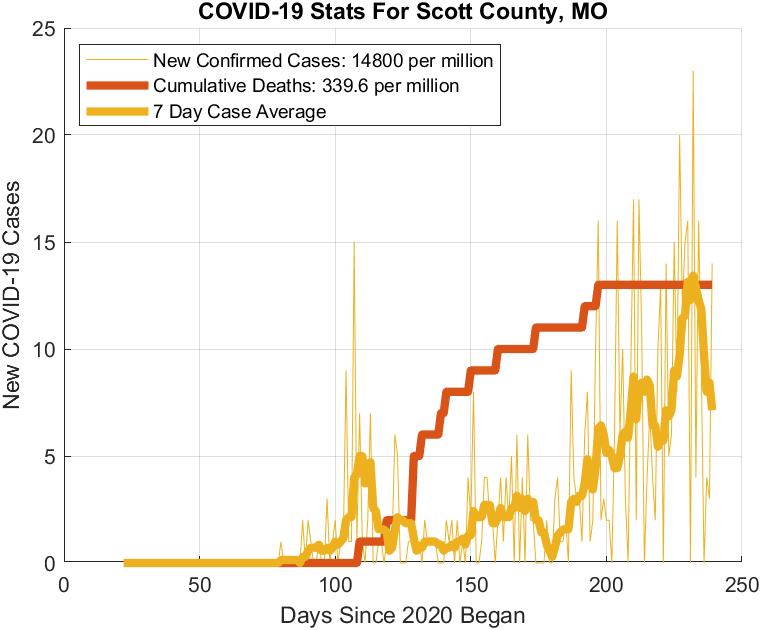 COVID-19 Stats For Scott County, MO
25
20
15
10
5
0
New COVID-19 Cases
New Confirmed Cases: 14800 per million
Cumulative Deaths: 339.6 per million
7 Day Case Average
0
50
100
150
200
250
Days Since 2020 Began